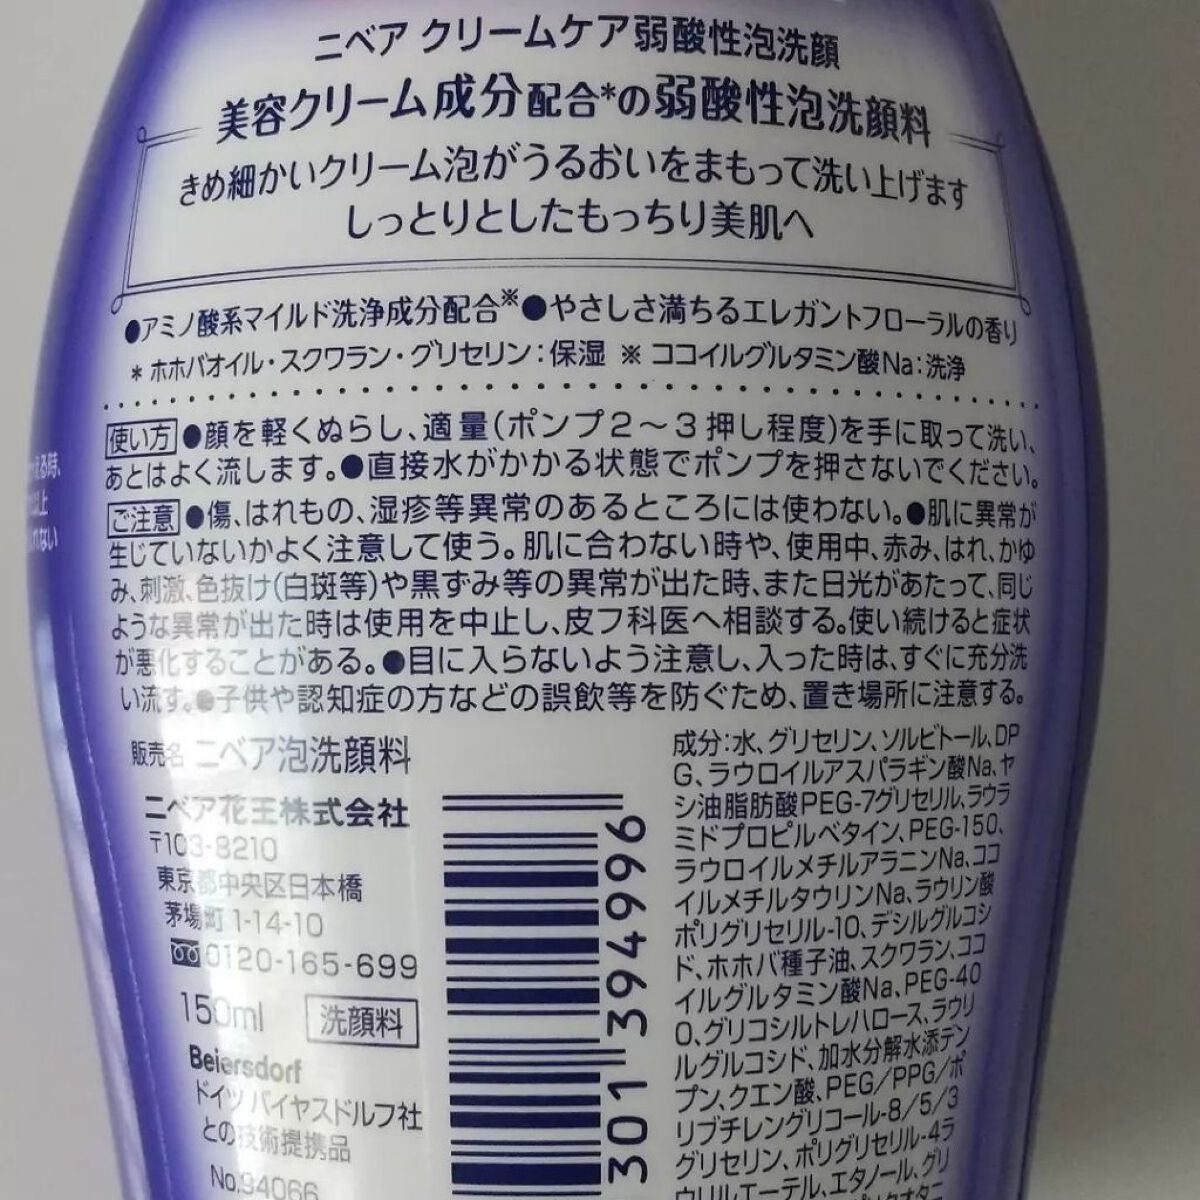 ニベア クリームケア弱酸性泡洗顔
美容クリーム成分配合*の弱酸性泡洗顔料
きめ細かいクリーム泡がうるおいをまもって洗い上げます
しっとりとしたもっちり美肌へ
●アミノ酸系マイルド洗浄成分配合※●やさしさ満ちるエレガントフローラルの香り
* ホホバオイル・スクワラン・グリセリン:保湿 ※ ココイルグルタミン酸Na:洗浄
使い方 ●顔を軽くぬらし、適量(ポンプ2〜3押し程度)を手に取って洗い、
あとはよく流します。●直接水がかかる状態でポンプを押さないでください。
ご注意 ●傷、はれもの、湿疹等異常のあるところには使わない。●肌に異常が
生じていないかよく注意して使う。肌に合わない時や、使用中、赤み、はれ、かゆ
み、刺激、色抜け(白斑等)や黒ずみ等の異常が出た時、また日光があたって、同じ
ような異常が出た時は使用を中止し、皮フ科医へ相談する。使い続けると症状
が悪化することがある。●目に入らないよう注意し、入った時は、すぐに充分洗
い流す。●子供や認知症の方などの誤飲等を防ぐため、置き場所に注意する。
販売名 ニベア泡洗顔料
ニベア花王株式会社
〒103-8210
東京都中央区日本橋
茅場町 1-14-10
0120-165-699
150ml 洗顔料
Beiersdorf
ドイツ バイヤスドルフ社
との技術提携品
No.94066
301 394996
成分:水、グリセリン、ソルビトール、DP
G、ラウロイルアスパラギン酸Na、ヤ
シ油脂肪酸PEG-7グリセリル、ラウラ
ミドプロピルベタイン、PEG-150、
ラウロイルメチルアラニンNa、ココ
イルメチルタウリンNa、ラウリン酸
ポリグリセリル-10、デシルグルコシ
ド、ホホバ種子油、スクワラン、ココ
イルグルタミン酸Na、PEG-40
0、グリコシルトレハロース、ラウリ
ルグルコシド、加水分解水添デン
プン、クエン酸、PEG/PPG/ポ
リブチレングリコール-8/5/3
グリセリン、ポリグリセリル-4ラ
ウリルエーテル、エタノール、グリ